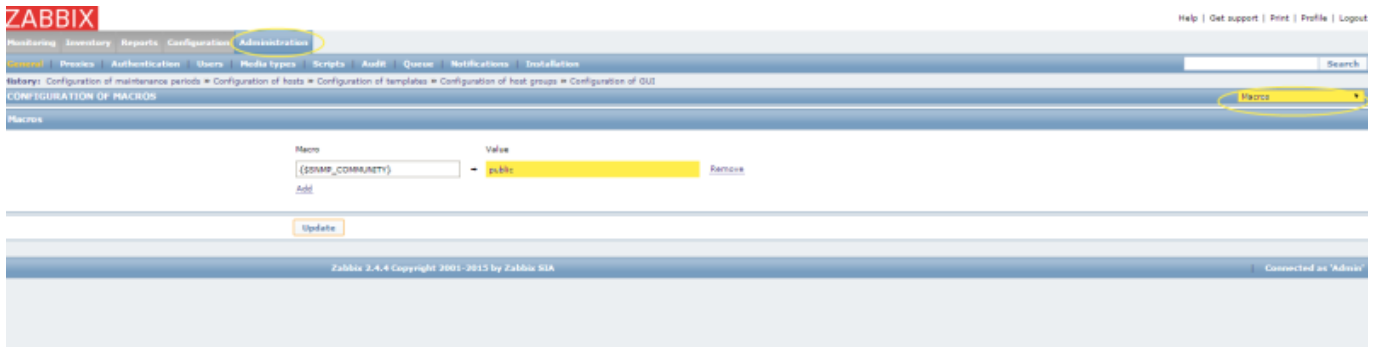 ZABBIX
Help | Get support | Print | Profile | Logout
Monitoring Inventory Reports Configuration Administration
General | Proxies | Authentication | Users | Media types | Scripts | Audit | Queue | Notifications | Installation
Search
History: Configuration of maintenance periods » Configuration of hosts » Configuration of templates » Configuration of host groups » Configuration of GUI
CONFIGURATION OF MACROS
Macros
Macros
Macro Value
{$SNMP_COMMUNITY} → public Remove
Add
Update
Zabbix 2.4.4 Copyright 2001-2015 by Zabbix SIA
Connected as 'Admin'